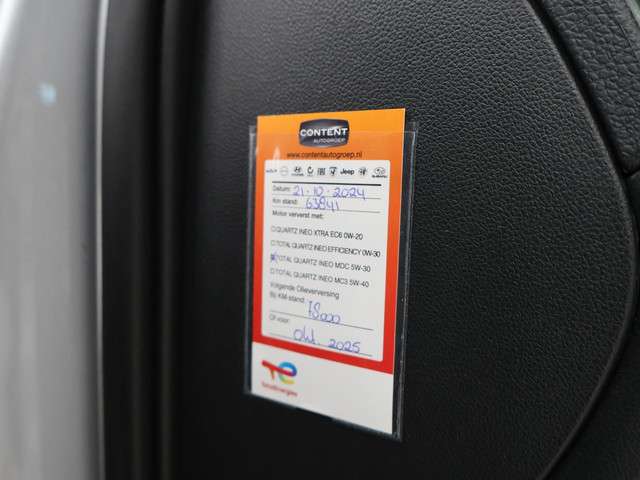 CONTENT
AUTOGROEP
www.contentautogroep.nl
Jeep SUBARU
Datum: 21-10-2024
Km stand: 63841
Motor ververst met:
QUARTZ INEO XTRA EC6 0W-20
TOTAL QUARTZ INEO EFFICIENCY 0W-30
TOTAL QUARTZ INEO MDC 5W-30
TOTAL QUARTZ INEO MC3 5W-40
Volgende Olieverversing
Bij KM-stand: 78000
Of voor: Okt. 2025
TotalEnergies